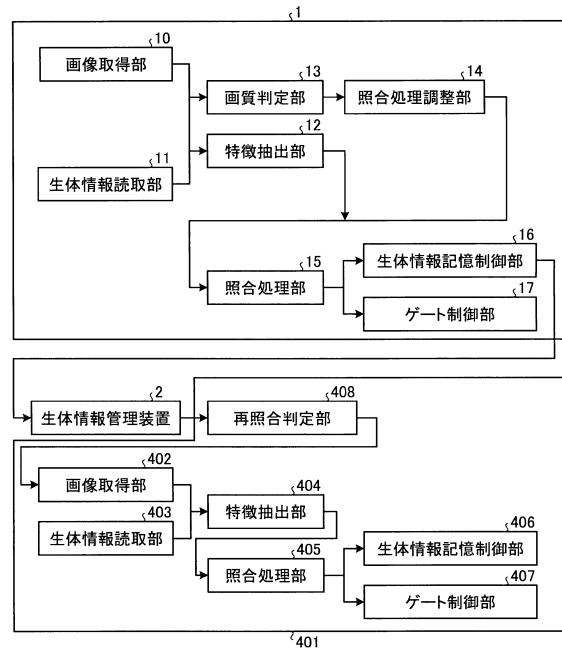 1
10
画像取得部
13
画質判定部
14
照合処理調整部
12
特徴抽出部
11
生体情報読取部
16
生体情報記憶制御部
15
照合処理部
17
ゲート制御部
2
生体情報管理装置
408
再照合判定部
402
画像取得部
404
特徴抽出部
403
生体情報読取部
406
生体情報記憶制御部
405
照合処理部
407
ゲート制御部
401